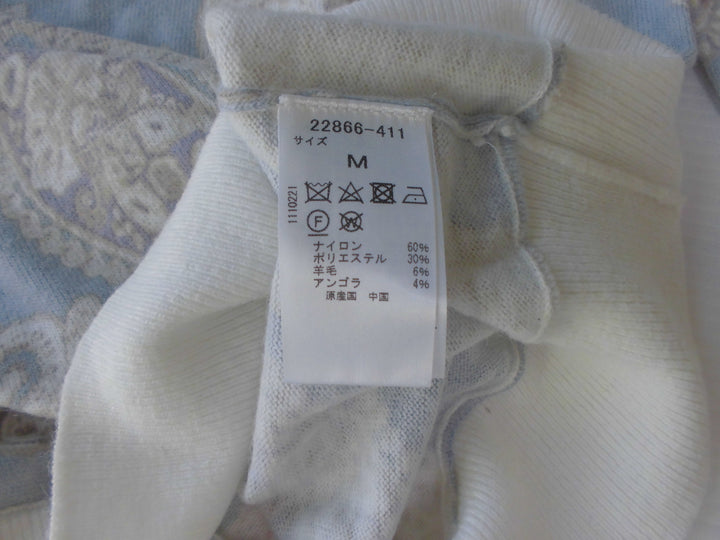 22866-411
サイズ
M
1110221
F W
ナイロン 60%
ポリエステル 30%
羊毛 6%
アンゴラ 4%
原産国 中国